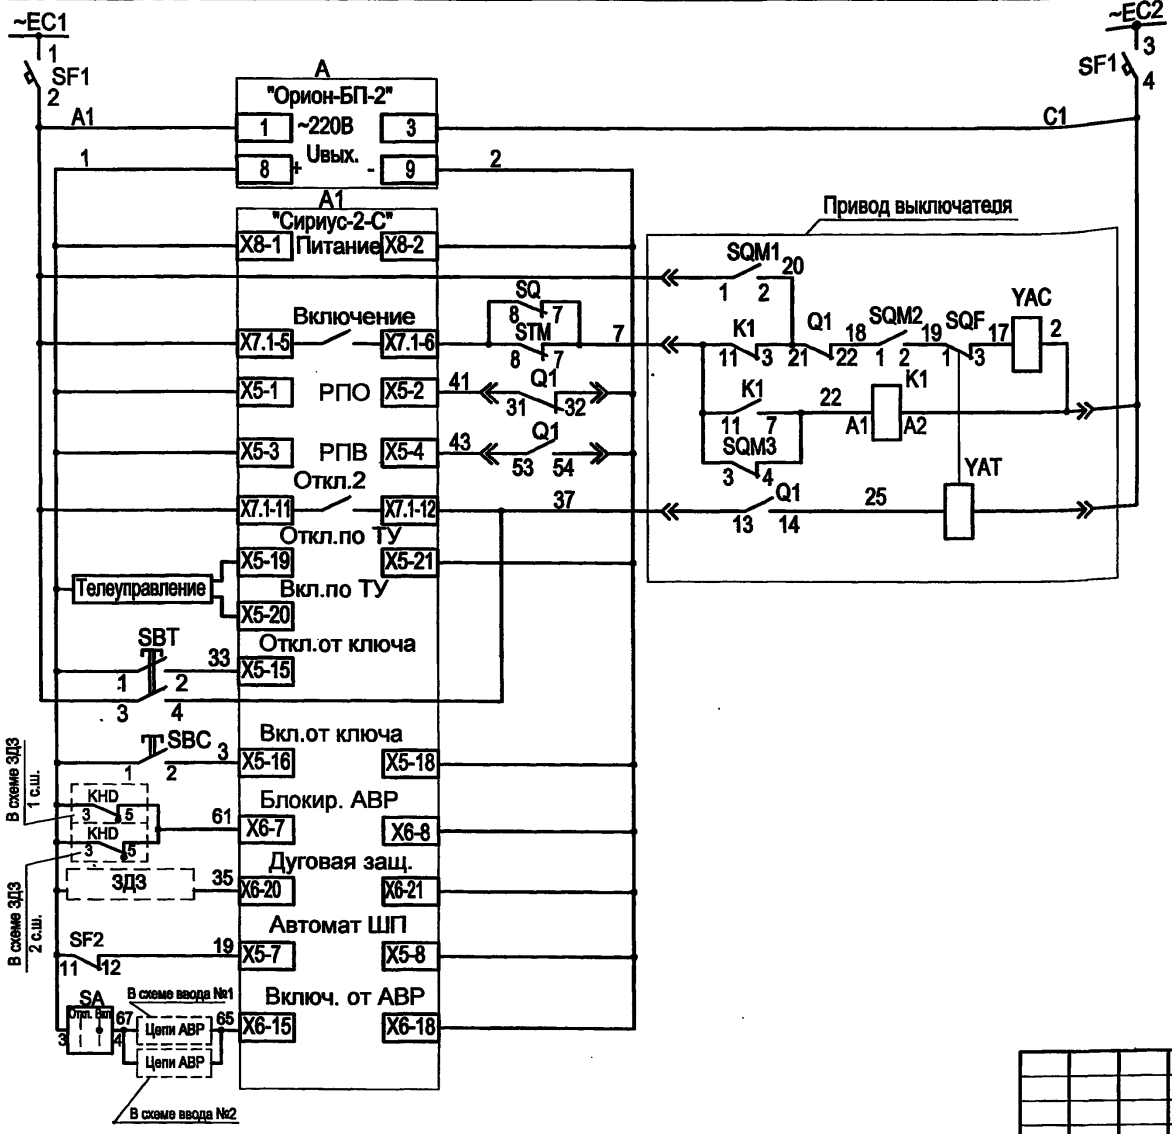 ~EC1
~EC2
1
SF1
2
3
SF1
4
A
"Орион-БП-2"
A1
1
~220В
3
C1
1
8
+
Uвых.
-
9
2
A1
"Сириус-2-С"
X8-1
Питание
X8-2
Привод выключателя
SQM1
20
1
2
SQ
8
7
Включение
X7.1-5
X7.1-6
STM
8
7
7
K1
11
3
21
Q1
22
18
SQM2
1
2
19
SQF
1
3
17
YAC
2
X5-1
РПО
X5-2
41
Q1
31
32
K1
11
7
22
K1
A1
A2
X5-3
РПВ
X5-4
43
Q1
53
54
SQM3
3
4
YAT
Откл.2
X7.1-11
X7.1-12
37
Q1
13
14
25
Откл.по ТУ
X5-19
X5-21
Телеуправление
Вкл.по ТУ
X5-20
SBT
Откл.от ключа
1
2
33
X5-15
3
4
SBC
Вкл.от ключа
1
2
3
X5-16
X5-18
В схеме ЗДЗ
1 с.ш.
KHD
3
5
Блокир. АВР
61
X6-7
X6-8
KHD
3
5
В схеме ЗДЗ
2 с.ш.
Дуговая защ.
ЗДЗ
35
X6-20
X6-21
Автомат ШП
SF2
11
12
19
X5-7
X5-8
Включ. от АВР
В схеме ввода №1
SA
Откл. Вкл
3
4
67
Цепи АВР
65
X6-15
X6-18
Цепи АВР
В схеме ввода №2